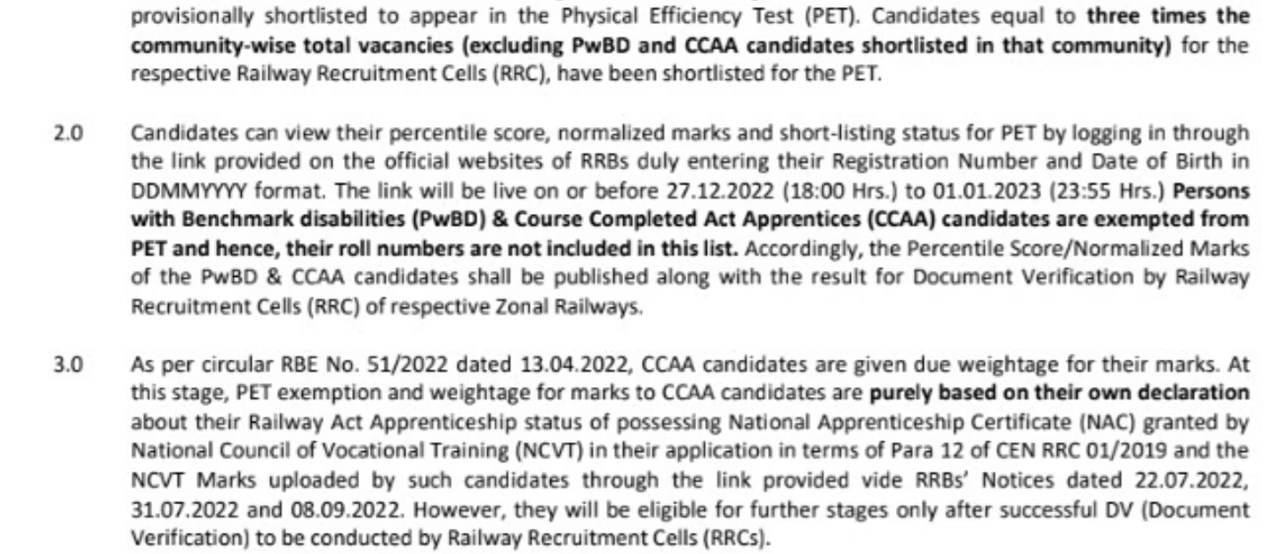 provisionally shortlisted to appear in the Physical Efficiency Test (PET). Candidates equal to three times the
community-wise total vacancies (excluding PwBD and CCAA candidates shortlisted in that community) for the
respective Railway Recruitment Cells (RRC), have been shortlisted for the PET.
2.0 Candidates can view their percentile score, normalized marks and short-listing status for PET by logging in through
the link provided on the official websites of RRBs duly entering their Registration Number and Date of Birth in
DDMMYYYY format. The link will be live on or before 27.12.2022 (18:00 Hrs.) to 01.01.2023 (23:55 Hrs.) Persons
with Benchmark disabilities (PwBD) & Course Completed Act Apprentices (CCAA) candidates are exempted from
PET and hence, their roll numbers are not included in this list. Accordingly, the Percentile Score/Normalized Marks
of the PwBD & CCAA candidates shall be published along with the result for Document Verification by Railway
Recruitment Cells (RRC) of respective Zonal Railways.
3.0 As per circular RBE No. 51/2022 dated 13.04.2022, CCAA candidates are given due weightage for their marks. At
this stage, PET exemption and weightage for marks to CCAA candidates are purely based on their own declaration
about their Railway Act Apprenticeship status of possessing National Apprenticeship Certificate (NAC) granted by
National Council of Vocational Training (NCVT) in their application in terms of Para 12 of CEN RRC 01/2019 and the
NCVT Marks uploaded by such candidates through the link provided vide RRBs' Notices dated 22.07.2022,
31.07.2022 and 08.09.2022. However, they will be eligible for further stages only after successful DV (Document
Verification) to be conducted by Railway Recruitment Cells (RRCs).